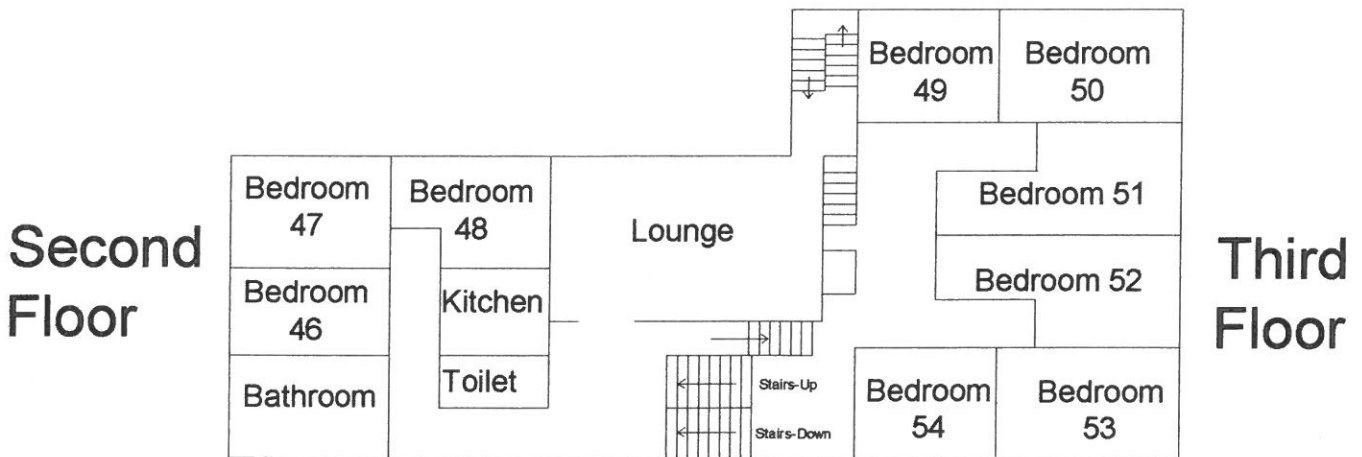 Second
Floor
Bedroom
47
Bedroom
48
Bedroom
46
Kitchen
Bathroom
Toilet
Lounge
Stairs-Up
Stairs-Down
Bedroom
49
Bedroom
50
Bedroom 51
Bedroom 52
Bedroom
54
Bedroom
53
Third
Floor